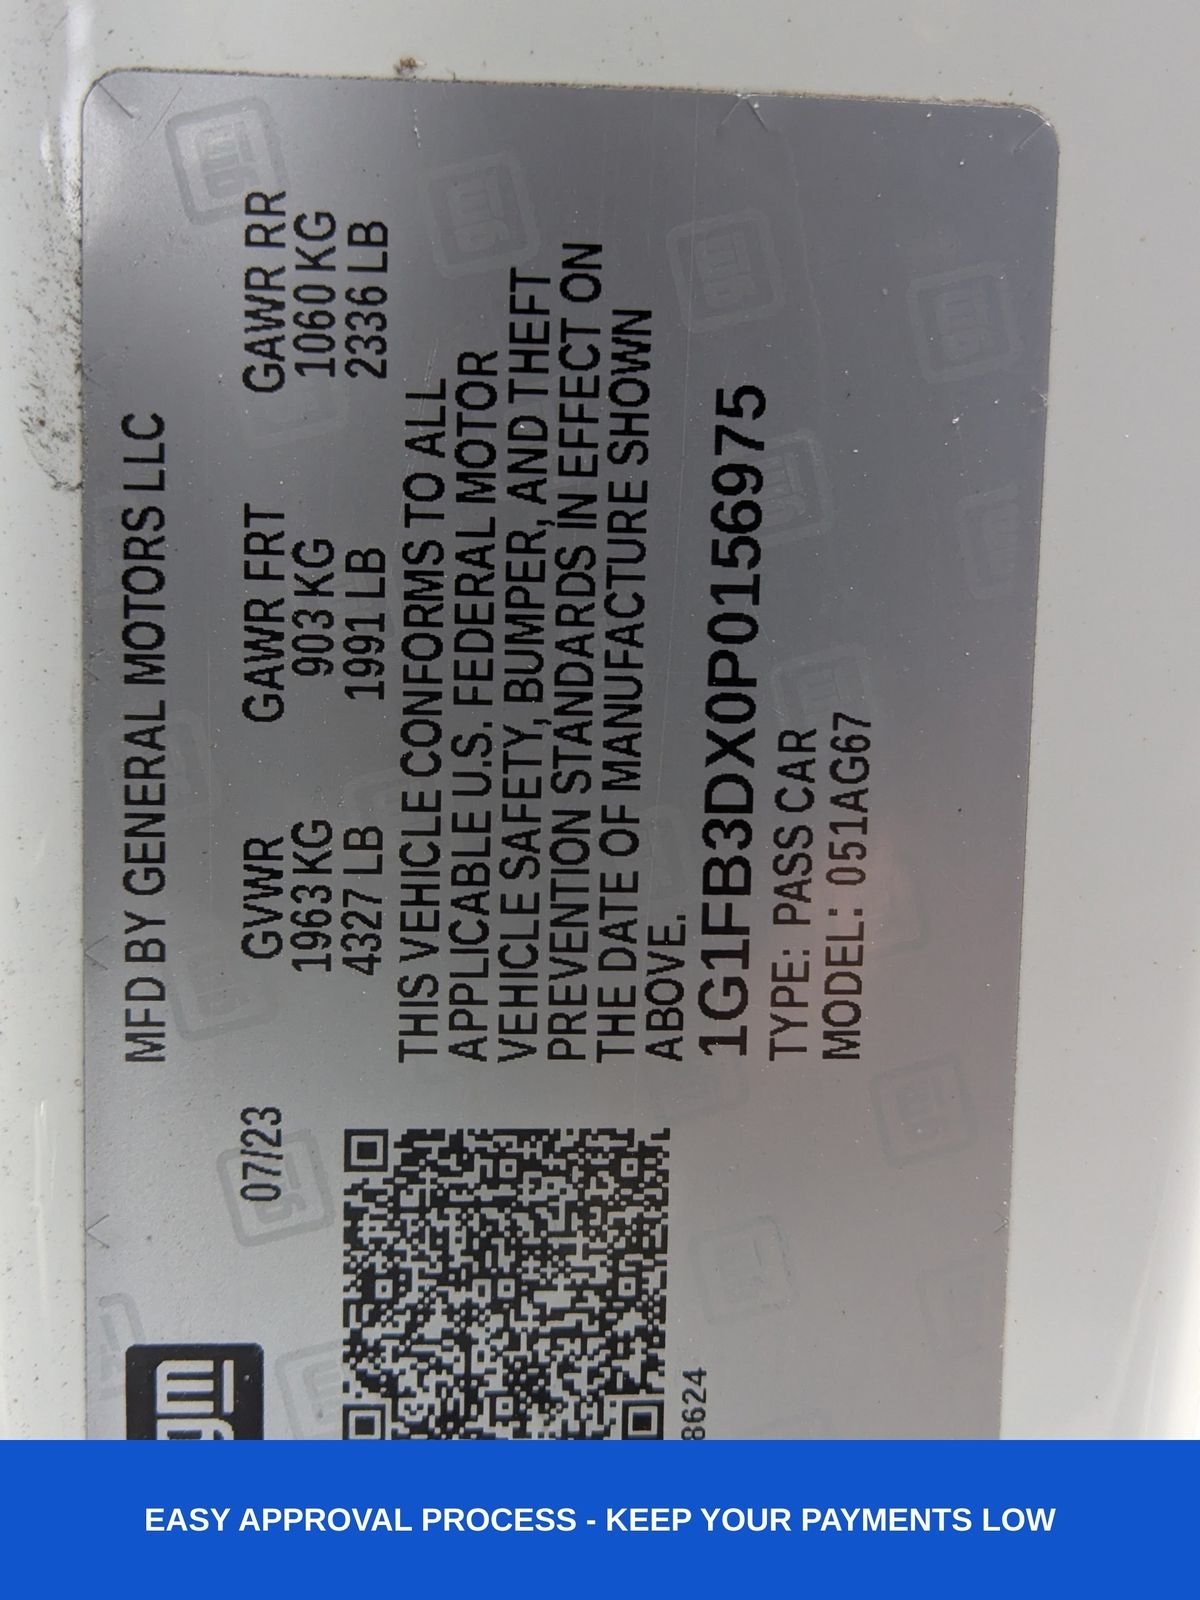 MFD BY GENERAL MOTORS LLC
07/23
GVWR GAWR FRT GAWR RR
1963 KG 903 KG 1060 KG
4327 LB 1991 LB 2336 LB
THIS VEHICLE CONFORMS TO ALL
APPLICABLE U.S. FEDERAL MOTOR
VEHICLE SAFETY, BUMPER, AND THEFT
PREVENTION STANDARDS IN EFFECT ON
THE DATE OF MANUFACTURE SHOWN
ABOVE.
1G1FB3DX0P0156975
TYPE: PASS CAR
MODEL: 051AG67
gm
8624
EASY APPROVAL PROCESS - KEEP YOUR PAYMENTS LOW